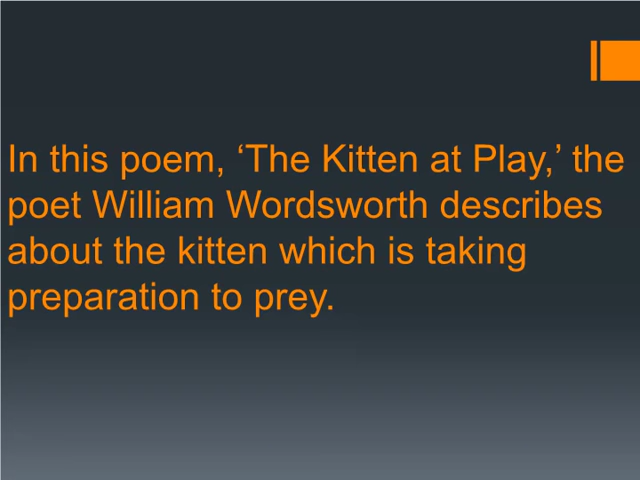 In this poem, ‘The Kitten at Play,’ the
poet William Wordsworth describes
about the kitten which is taking
preparation to prey.